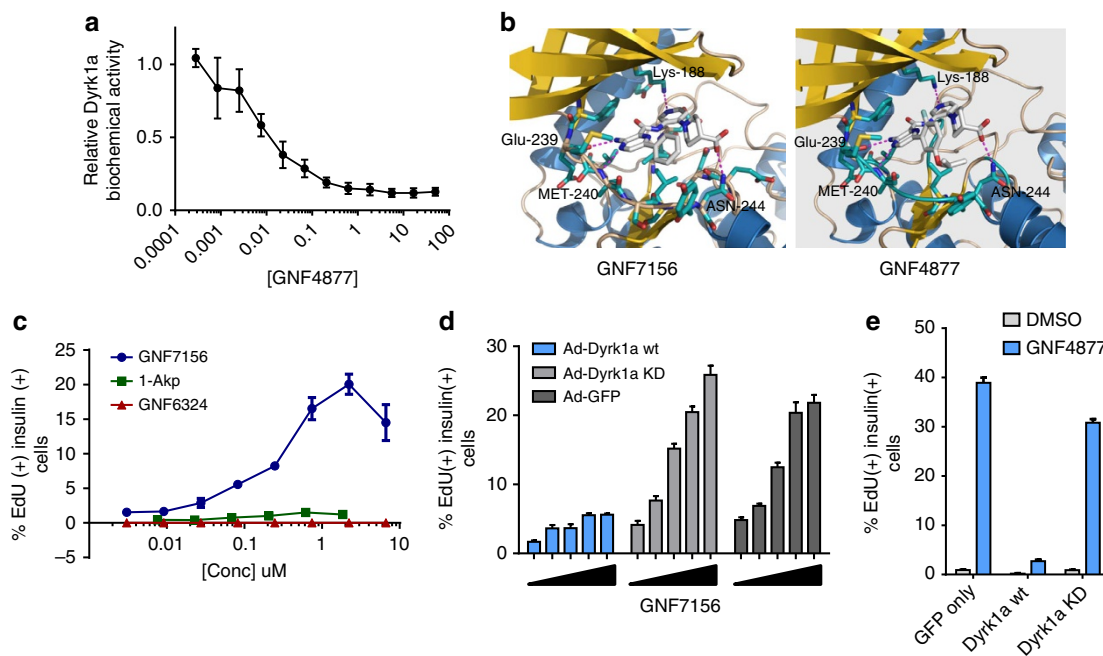 a
Relative Dyrk1a
biochemical activity
1.0
0.5
0.0
0.0001
0.001
0.01
0.1
1
10
100
[GNF4877]
b
Lys-188
Glu-239
MET-240
ASN-244
GNF7156
Lys-188
Glu-239
MET-240
ASN-244
GNF4877
c
% EdU (+) insulin (+)
cells
25
20
15
10
5
0
–5
GNF7156
1-Akp
GNF6324
0.01
0.1
1
10
[Conc] uM
d
% EdU(+) insulin(+)
cells
30
20
10
0
Ad-Dyrk1a wt
Ad-Dyrk1a KD
Ad-GFP
GNF7156
e
% EdU(+) insulin(+)
cells
50
40
30
20
10
0
DMSO
GNF4877
GFP only
Dyrk1a wt
Dyrk1a KD